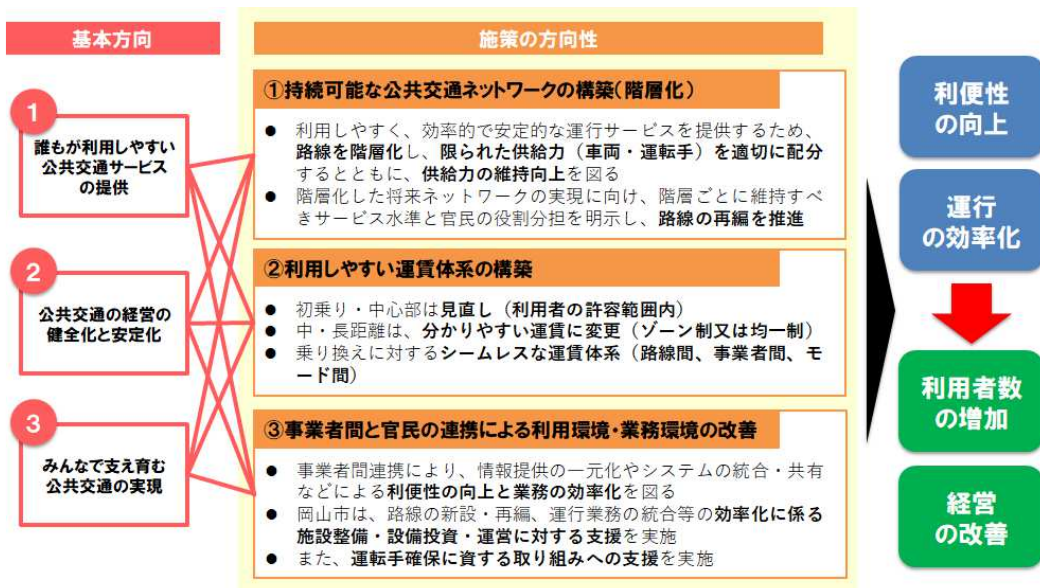 基本方向
1
誰もが利用しやすい
公共交通サービス
の提供
2
公共交通の経営の
健全化と安定化
3
みんなで支え育む
公共交通の実現
施策の方向性
①持続可能な公共交通ネットワークの構築(階層化)
● 利用しやすく、効率的で安定的な運行サービスを提供するため、
路線を階層化し、限られた供給力（車両・運転手）を適切に配分
するとともに、供給力の維持向上を図る
● 階層化した将来ネットワークの実現に向け、階層ごとに維持すべ
きサービス水準と官民の役割分担を明示し、路線の再編を推進
②利用しやすい運賃体系の構築
● 初乗り・中心部は見直し（利用者の許容範囲内）
● 中・長距離は、分かりやすい運賃に変更（ゾーン制又は均一制）
● 乗り換えに対するシームレスな運賃体系（路線間、事業者間、モ
ード間）
③事業者間と官民の連携による利用環境・業務環境の改善
● 事業者間連携により、情報提供の一元化やシステムの統合・共有
などによる利便性の向上と業務の効率化を図る
● 岡山市は、路線の新設・再編、運行業務の統合等の効率化に係る
施設整備・設備投資・運営に対する支援を実施
● また、運転手確保に資する取り組みへの支援を実施
利便性
の向上
運行
の効率化
利用者数
の増加
経営
の改善